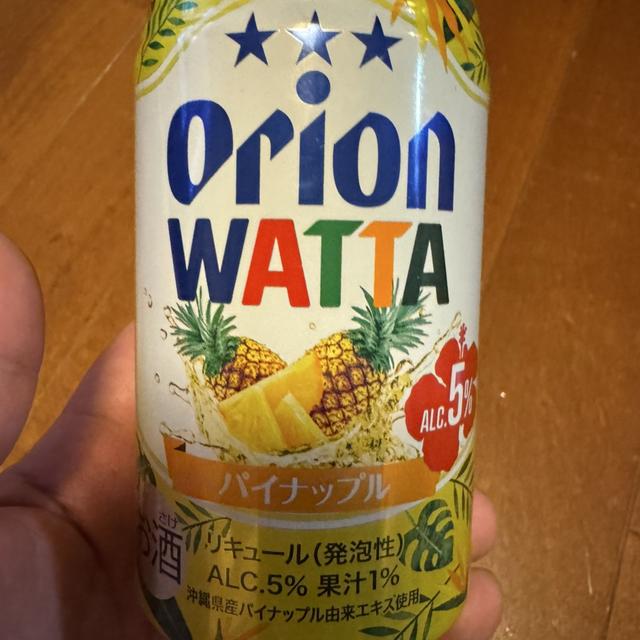 Orion
WATTA
ALC.5%
パイナップル
さけ
お酒
リキュール(発泡性)
ALC.5% 果汁1%
沖縄県産パイナップル由来エキス使用